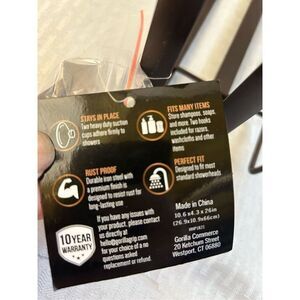 STAYS IN PLACE
Two heavy duty suction
cups adhere firmly to
showers
FITS MANY ITEMS
Store shampoos, soaps,
and more. Two hooks
included for razors,
washcloths and other
items
RUST PROOF
Durable iron steel with
a premium finish is
designed to resist rust for
long-lasting use
PERFECT FIT
Designed to fit most
standard showerheads
10 YEAR
WARRANTY
If you have any issues with
your product, please contact
us directly at
hello@gorillagrip.com
for your choice of a no
questions asked
replacement or refund.
Made in China
10.6 x4.3 x 26in
(26.9x10.9x66cm)
Gorilla Commerce
20 Ketchum Street
Westport, CT 06880